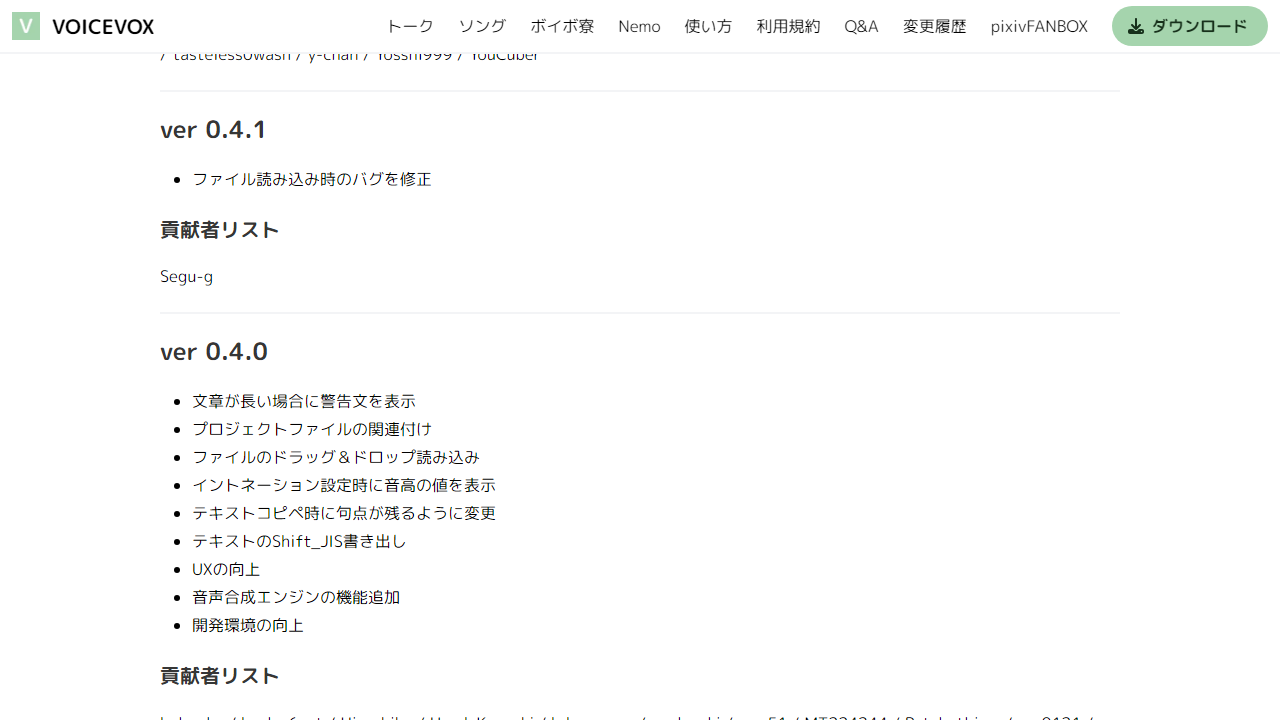 VOICEVOX
トーク ソング ボイボ寮 Nemo 使い方 利用規約 Q&A 変更履歴 pixivFANBOX ダウンロード
/ tastelessUwasni / y-chan / Yosshi999 / YouCuber
ver 0.4.1
ファイル読み込み時のバグを修正
貢献者リスト
Segu-g
ver 0.4.0
文章が長い場合に警告文を表示
プロジェクトファイルの関連付け
ファイルのドラッグ＆ドロップ読み込み
イントネーション設定時に音高の値を表示
テキストコピペ時に句点が残るように変更
テキストのShift_JIS書き出し
UXの向上
音声合成エンジンの機能追加
開発環境の向上
貢献者リスト